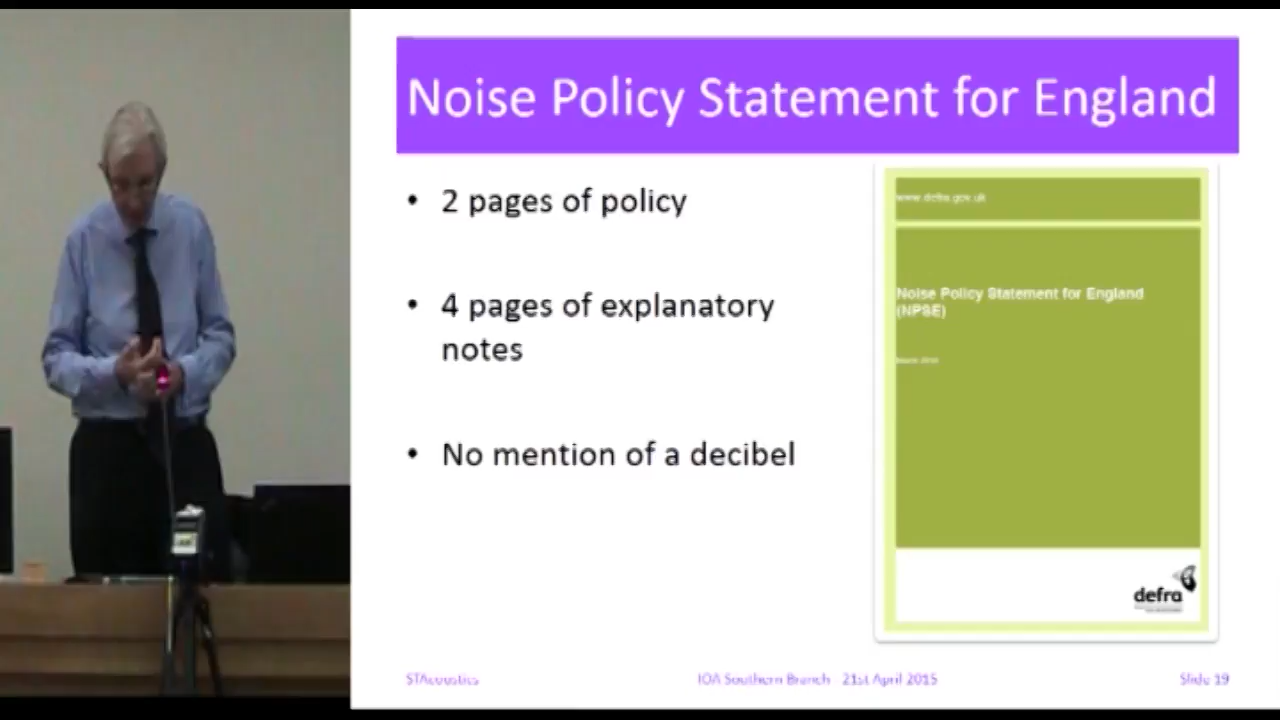 Noise Policy Statement for England
• 2 pages of policy
• 4 pages of explanatory
notes
• No mention of a decibel
www.defra.gov.uk
Noise Policy Statement for England
(NPSE)
defra
STAcoustics
IOA Southern Branch 21st April 2015
Slide 19